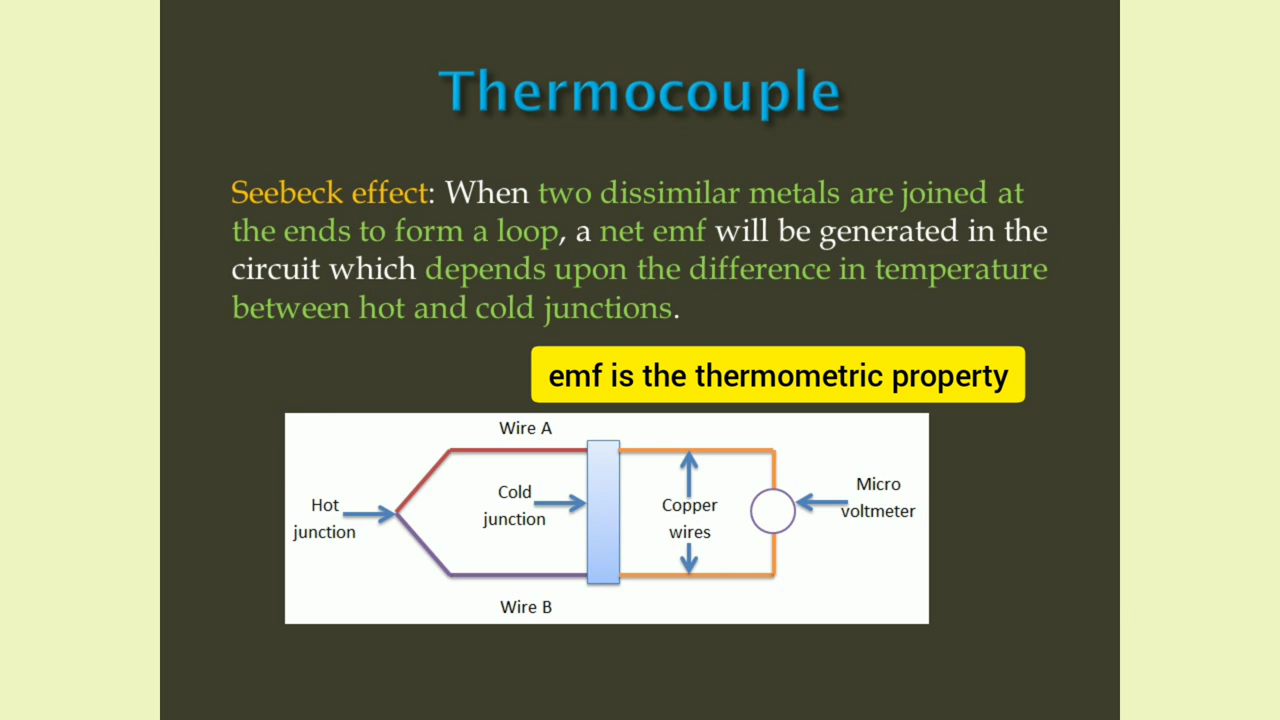 Thermocouple
Seebeck effect: When two dissimilar metals are joined at
the ends to form a loop, a net emf will be generated in the
circuit which depends upon the difference in temperature
between hot and cold junctions.
emf is the thermometric property
Wire A
Hot
junction
Cold
junction
Copper
wires
Micro
voltmeter
Wire B